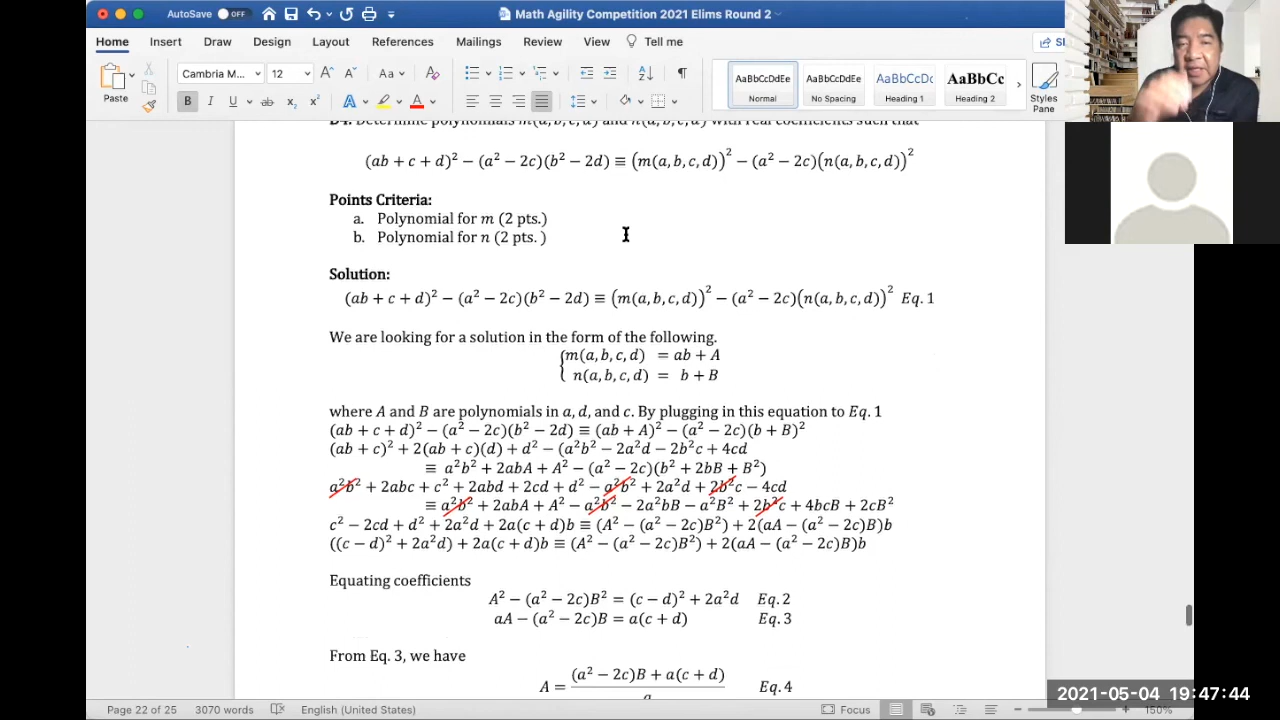 AutoSave OFF Math Agility Competition 2021 Elims Round 2
Home Insert Draw Design Layout References Mailings Review View Tell me
Paste Cambria M... 12 Aa AaBbCcDdEe AaBbCcDdEe AaBbCcDc AaBbCc
Normal No Spacing Heading 1 Heading 2 Styles Pane
Determine polynomials m(a, b, c, d) and n(a, b, c, d) with real coefficients such that
(ab + c + d)² − (a² − 2c)(b² − 2d) ≡ (m(a, b, c, d))² − (a² − 2c)(n(a, b, c, d))²
Points Criteria:
a. Polynomial for m (2 pts.)
b. Polynomial for n (2 pts. )
Solution:
(ab + c + d)² − (a² − 2c)(b² − 2d) ≡ (m(a, b, c, d))² − (a² − 2c)(n(a, b, c, d))² Eq. 1
We are looking for a solution in the form of the following.
{m(a, b, c, d) = ab + A
n(a, b, c, d) = b + B
where A and B are polynomials in a, d, and c. By plugging in this equation to Eq. 1
(ab + c + d)² − (a² − 2c)(b² − 2d) ≡ (ab + A)² − (a² − 2c)(b + B)²
(ab + c)² + 2(ab + c)(d) + d² − (a²b² − 2a²d − 2b²c + 4cd
≡ a²b² + 2abA + A² − (a² − 2c)(b² + 2bB + B²)
a²b² + 2abc + c² + 2abd + 2cd + d² − a²b² + 2a²d + 2b²c − 4cd
≡ a²b² + 2abA + A² − a²b² − 2a²bB − a²B² + 2b²c + 4bcB + 2cB²
c² − 2cd + d² + 2a²d + 2a(c + d)b ≡ (A² − (a² − 2c)B²) + 2(aA − (a² − 2c)B)b
((c − d)² + 2a²d) + 2a(c + d)b ≡ (A² − (a² − 2c)B²) + 2(aA − (a² − 2c)B)b
Equating coefficients
A² − (a² − 2c)B² = (c − d)² + 2a²d Eq. 2
aA − (a² − 2c)B = a(c + d) Eq. 3
From Eq. 3, we have
A = (a² − 2c)B + a(c + d) Eq. 4
2021-05-04 19:47:44
Page 22 of 25 3070 words English (United States) Focus 150%